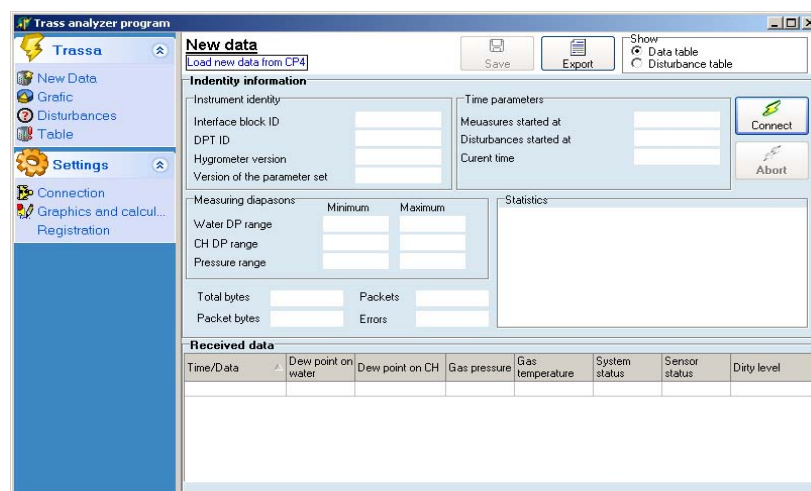 Trass analyzer program
Trassa
New Data
Grafic
Disturbances
Table
Settings
Connection
Graphics and calcul...
Registration
New data
Load new data from CP4
Save
Export
Show
Data table
Disturbance table
Indentity information
Instrument identity
Interface block ID
DPT ID
Hygrometer version
Version of the parameter set
Time parameters
Meuasures started at
Disturbances started at
Curent time
Connect
Abort
Measuring diapasons
Minimum Maximum
Water DP range
CH DP range
Pressure range
Statistics
Total bytes Packets
Packet bytes Errors
Received data
Time/Data Dew point on water Dew point on CH Gas pressure Gas temperature System status Sensor status Dirty level